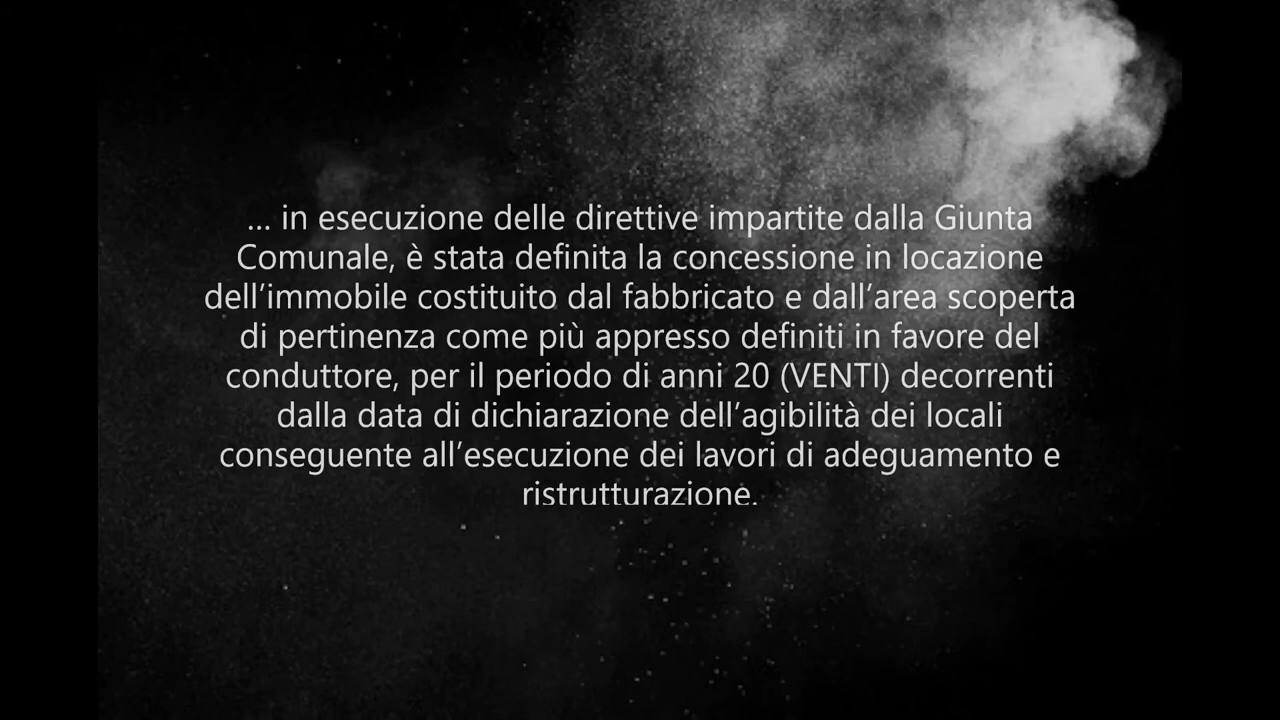 … in esecuzione delle direttive impartite dalla Giunta
Comunale, è stata definita la concessione in locazione
dell’immobile costituito dal fabbricato e dall’area scoperta
di pertinenza come più appresso definiti in favore del
conduttore, per il periodo di anni 20 (VENTI) decorrenti
dalla data di dichiarazione dell’agibilità dei locali
conseguente all’esecuzione dei lavori di adeguamento e
ristrutturazione.